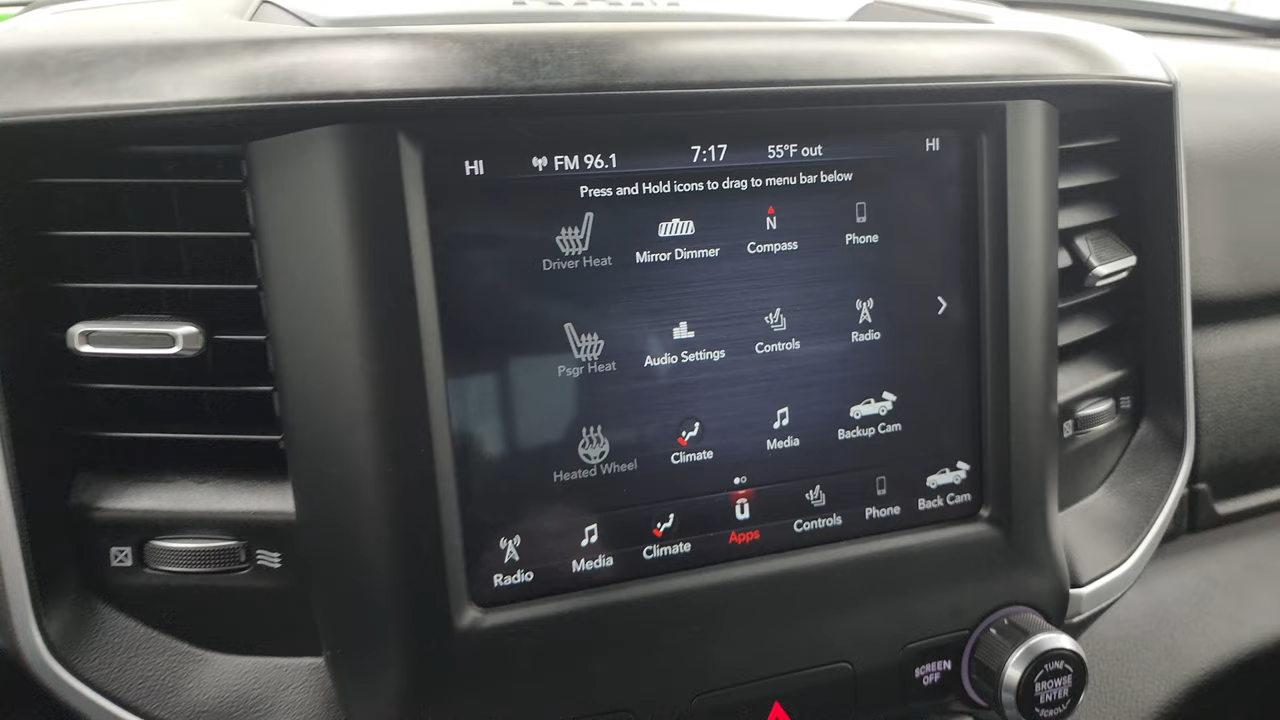 HI FM 96.1 7:17 55°F out HI
Press and Hold icons to drag to menu bar below
Driver Heat Mirror Dimmer N Compass Phone
Psgr Heat Audio Settings Controls Radio
Heated Wheel Climate Media Backup Cam
Radio Media Climate Apps Controls Phone Back Cam
SCREEN
OFF
TUNE
BROWSE
ENTER
SCROLL